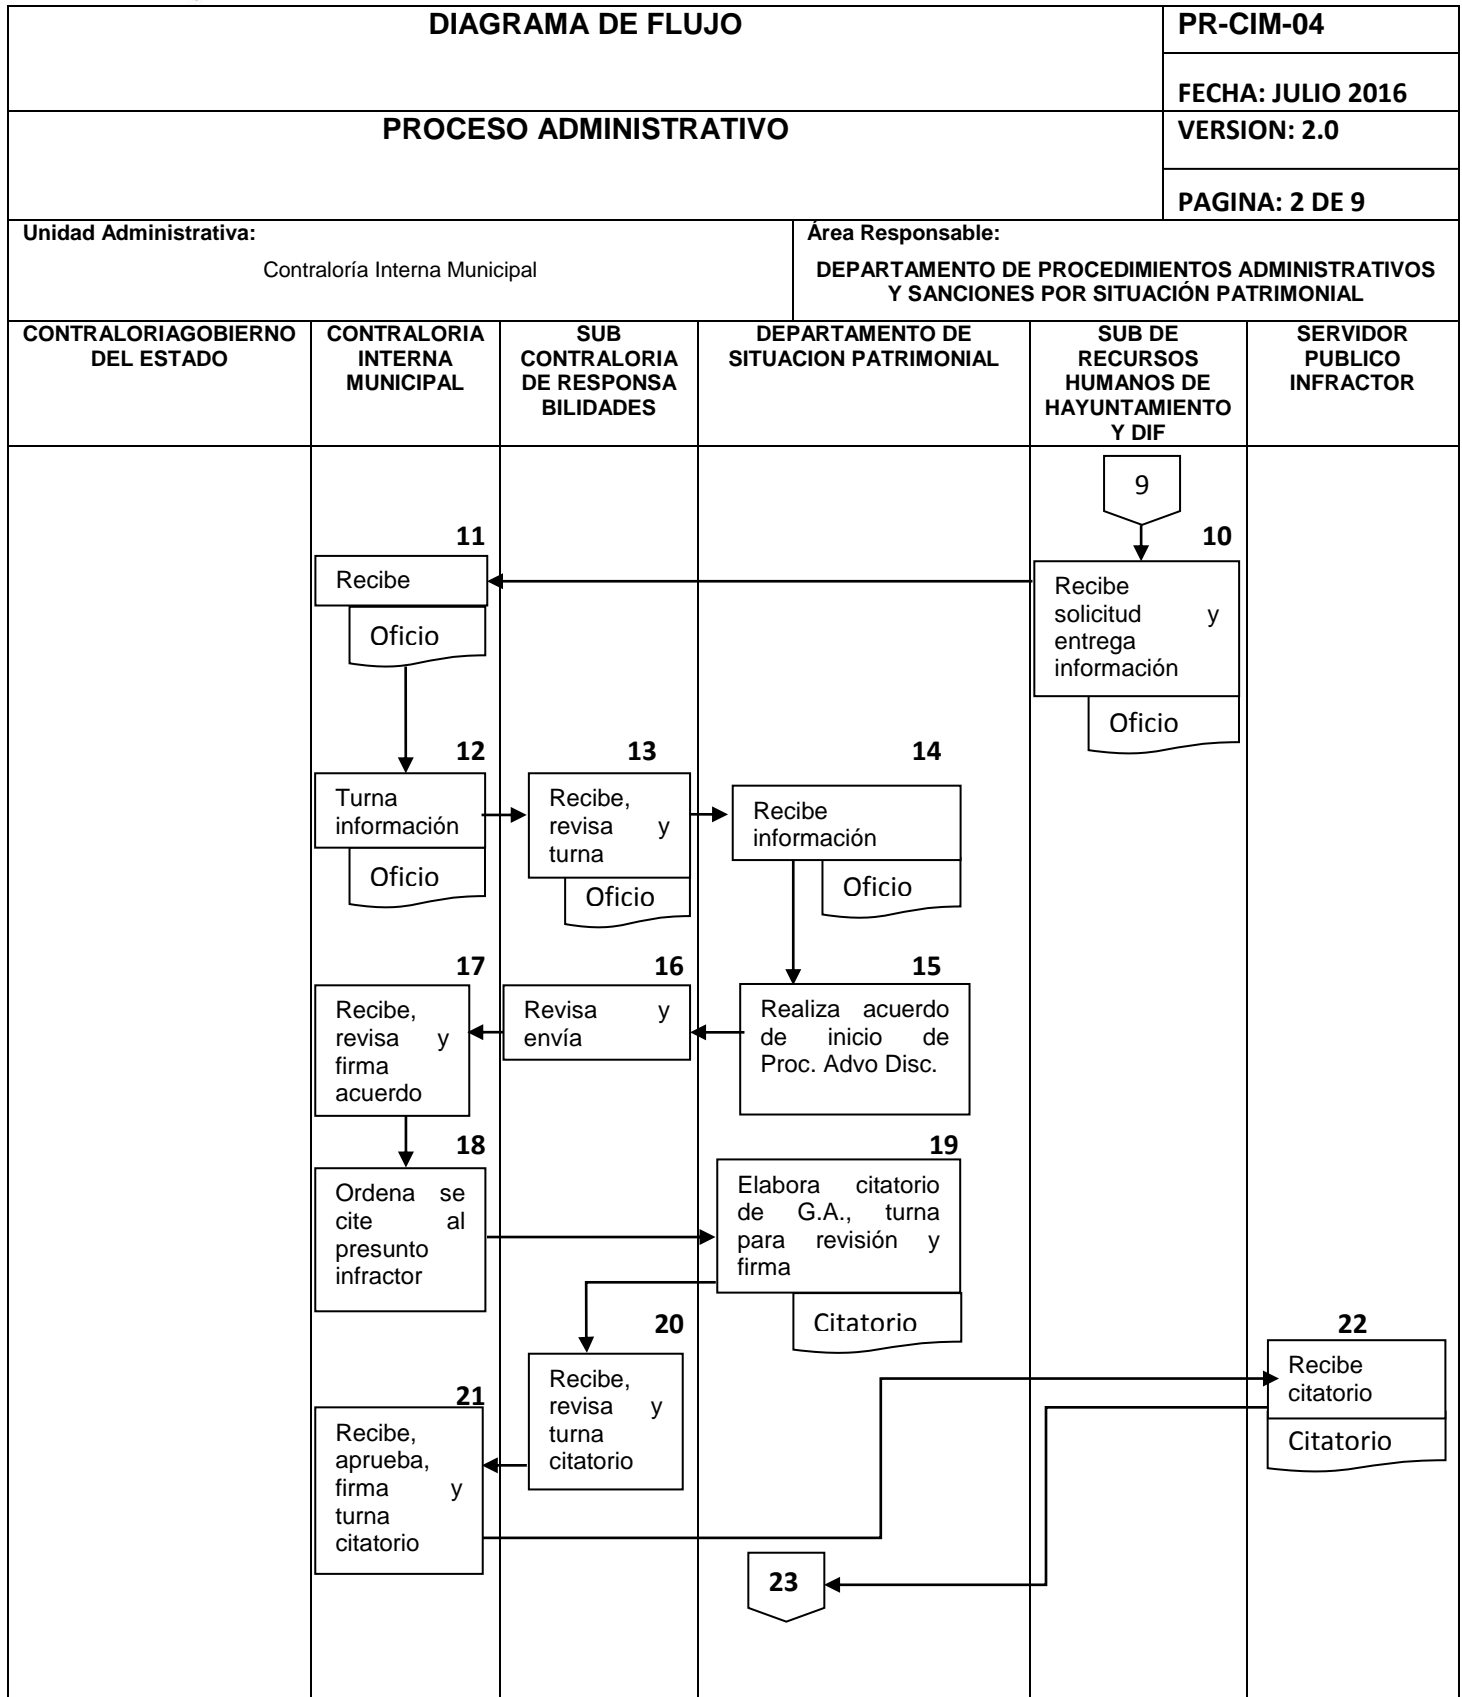 DIAGRAMA DE FLUJO
PR-CIM-04
FECHA: JULIO 2016
PROCESO ADMINISTRATIVO
VERSION: 2.0
PAGINA: 2 DE 9
Unidad Administrativa:
Contraloría Interna Municipal
Área Responsable:
DEPARTAMENTO DE PROCEDIMIENTOS ADMINISTRATIVOS
Y SANCIONES POR SITUACIÓN PATRIMONIAL
CONTRALORIAGOBIERNO
DEL ESTADO
CONTRALORIA
INTERNA
MUNICIPAL
SUB
CONTRALORIA
DE RESPONSA
BILIDADES
DEPARTAMENTO DE
SITUACION PATRIMONIAL
SUB DE
RECURSOS
HUMANOS DE
HAYUNTAMIENTO
Y DIF
SERVIDOR
PUBLICO
INFRACTOR
9
10
Recibe
solicitud y
entrega
información
Oficio
11
Recibe
Oficio
12
Turna
información
Oficio
13
Recibe,
revisa y
turna
Oficio
14
Recibe
información
Oficio
15
Realiza acuerdo
de inicio de
Proc. Advo Disc.
16
Revisa y
envía
17
Recibe,
revisa y
firma
acuerdo
18
Ordena se
cite al
presunto
infractor
19
Elabora citatorio
de G.A., turna
para revisión y
firma
Citatorio
20
Recibe,
revisa y
turna
citatorio
21
Recibe,
aprueba,
firma y
turna
citatorio
22
Recibe
citatorio
Citatorio
23